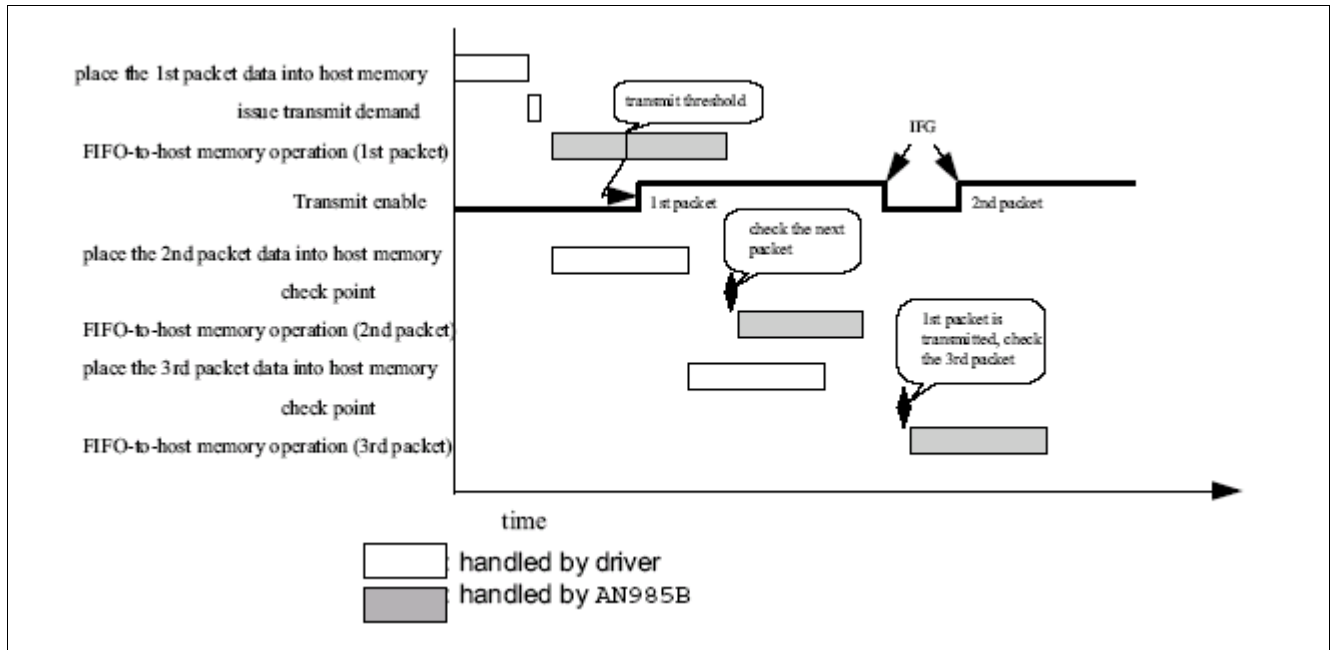 place the 1st packet data into host memory
issue transmit demand
transmit threshold
FIFO-to-host memory operation (1st packet)
IFG
Transmit enable
1st packet
2nd packet
check the next
packet
place the 2nd packet data into host memory
check point
FIFO-to-host memory operation (2nd packet)
1st packet is
transmitted, check
the 3rd packet
place the 3rd packet data into host memory
check point
FIFO-to-host memory operation (3rd packet)
time
: handled by driver
: handled by AN985B